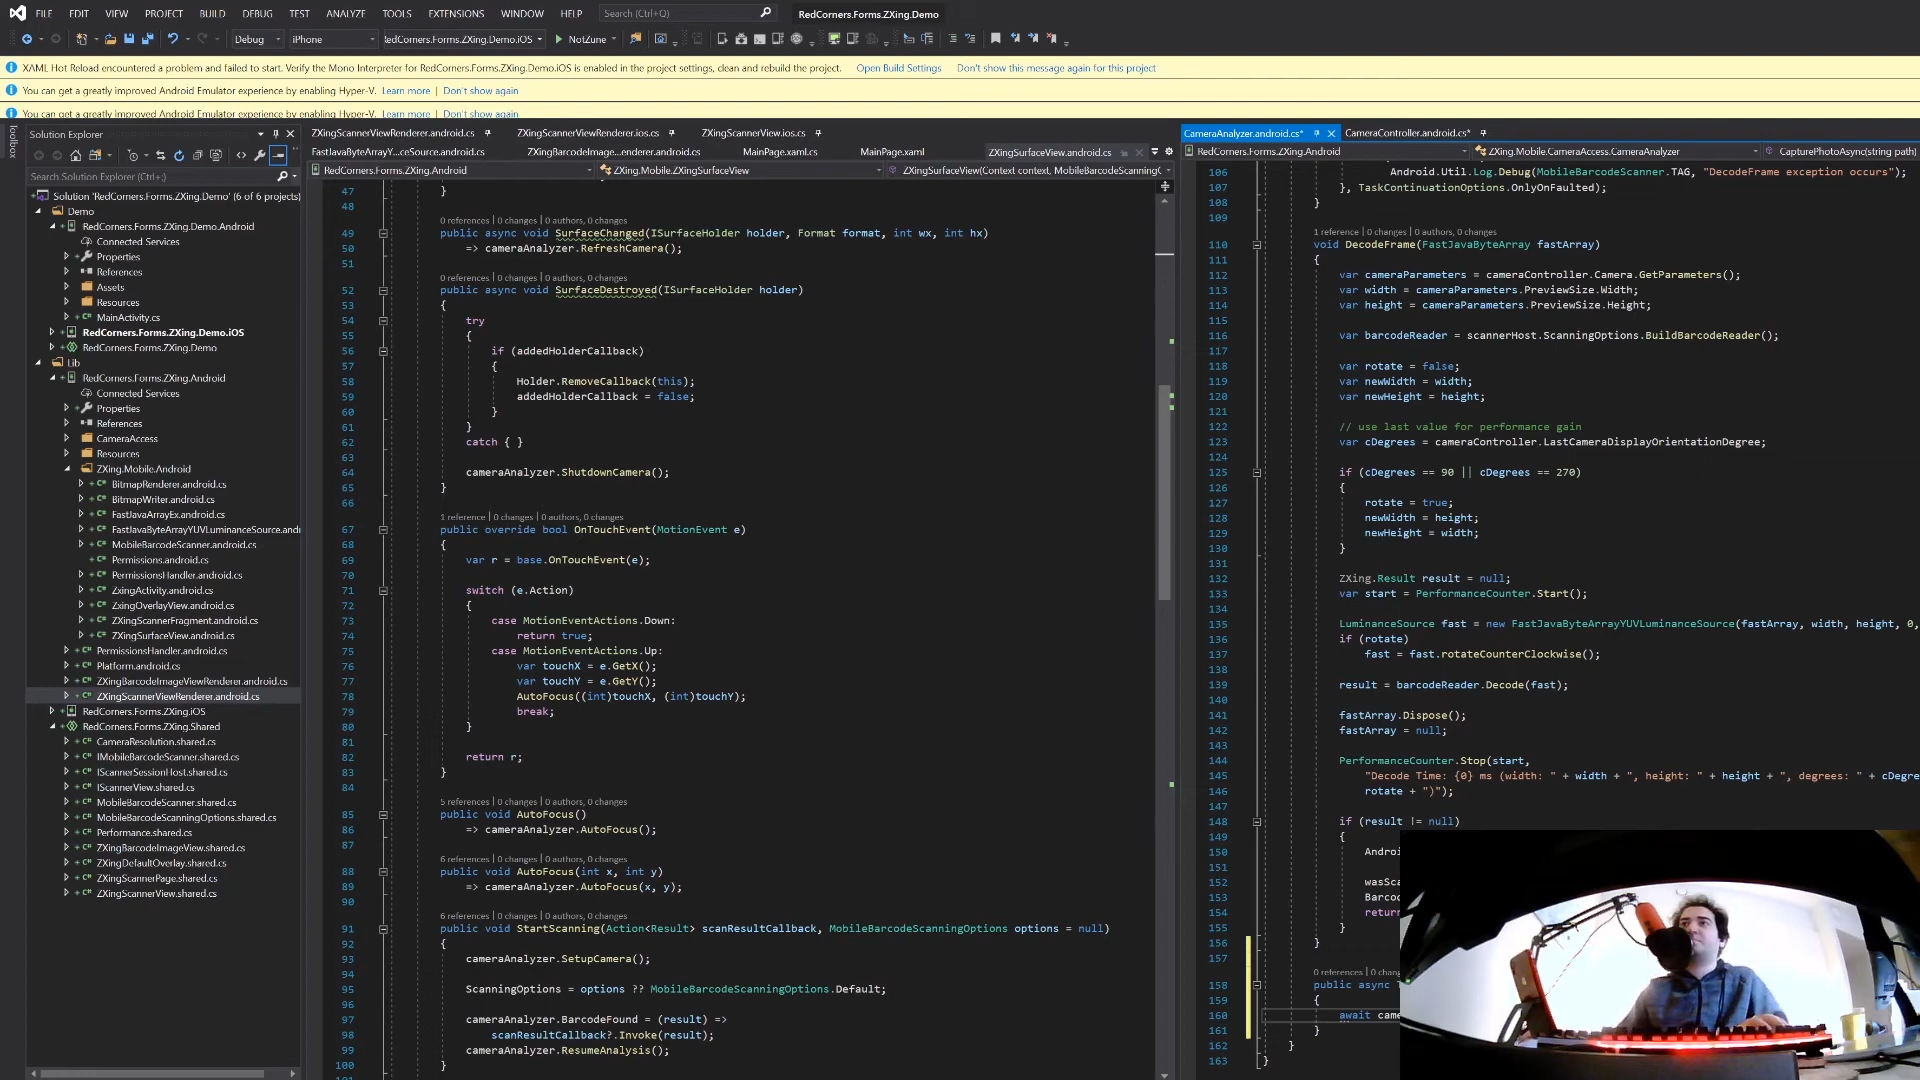 FILE EDIT VIEW PROJECT BUILD DEBUG TEST ANALYZE TOOLS EXTENSIONS WINDOW HELP Search (Ctrl+Q) RedCorners.Forms.ZXing.Demo
Debug iPhone edCorners.Forms.ZXing.Demo.iOS NotZune
XAML Hot Reload encountered a problem and failed to start. Verify the Mono Interpreter for RedCorners.Forms.ZXing.Demo.iOS is enabled in the project settings, clean and rebuild the project. Open Build Settings Don't show this message again for this project
You can get a greatly improved Android Emulator experience by enabling Hyper-V. Learn more Don't show again
You can get a greatly improved Android Emulator experience by enabling Hyper-V. Learn more Don't show again
Toolbox
Solution Explorer
Search Solution Explorer (Ctrl+;)
Solution 'RedCorners.Forms.ZXing.Demo' (6 of 6 projects)
Demo
RedCorners.Forms.ZXing.Demo.Android
Connected Services
Properties
References
Assets
Resources
MainActivity.cs
RedCorners.Forms.ZXing.Demo.iOS
RedCorners.Forms.ZXing.Demo
Lib
RedCorners.Forms.ZXing.Android
Connected Services
Properties
References
CameraAccess
Resources
ZXing.Mobile.Android
BitmapRenderer.android.cs
BitmapWriter.android.cs
FastJavaArrayEx.android.cs
FastJavaByteArrayYUVLuminanceSource.andr
MobileBarcodeScanner.android.cs
Permissions.android.cs
PermissionsHandler.android.cs
ZxingActivity.android.cs
ZxingOverlayView.android.cs
ZXingScannerFragment.android.cs
ZXingSurfaceView.android.cs
PermissionsHandler.android.cs
Platform.android.cs
ZXingBarcodeImageViewRenderer.android.cs
ZXingScannerViewRenderer.android.cs
RedCorners.Forms.ZXing.iOS
RedCorners.Forms.ZXing.Shared
CameraResolution.shared.cs
IMobileBarcodeScanner.shared.cs
IScannerSessionHost.shared.cs
IScannerView.shared.cs
MobileBarcodeScanner.shared.cs
MobileBarcodeScanningOptions.shared.cs
Performance.shared.cs
ZXingBarcodeImageView.shared.cs
ZXingDefaultOverlay.shared.cs
ZXingScannerPage.shared.cs
ZXingScannerView.shared.cs
ZXingScannerViewRenderer.android.cs ZXingScannerViewRenderer.ios.cs ZXingScannerView.ios.cs
FastJavaByteArrayY...ceSource.android.cs ZXingBarcodeImage...enderer.android.cs MainPage.xaml.cs MainPage.xaml ZXingSurfaceView.android.cs
RedCorners.Forms.ZXing.Android ZXing.Mobile.ZXingSurfaceView ZXingSurfaceView(Context context, MobileBarcodeScanningO
47 }
48
0 references | 0 changes | 0 authors, 0 changes
49 public async void SurfaceChanged(ISurfaceHolder holder, Format format, int wx, int hx)
50 => cameraAnalyzer.RefreshCamera();
51
0 references | 0 changes | 0 authors, 0 changes
52 public async void SurfaceDestroyed(ISurfaceHolder holder)
53 {
54 try
55 {
56 if (addedHolderCallback)
57 {
58 Holder.RemoveCallback(this);
59 addedHolderCallback = false;
60 }
61 }
62 catch { }
63
64 cameraAnalyzer.ShutdownCamera();
65 }
66
1 reference | 0 changes | 0 authors, 0 changes
67 public override bool OnTouchEvent(MotionEvent e)
68 {
69 var r = base.OnTouchEvent(e);
70
71 switch (e.Action)
72 {
73 case MotionEventActions.Down:
74 return true;
75 case MotionEventActions.Up:
76 var touchX = e.GetX();
77 var touchY = e.GetY();
78 AutoFocus((int)touchX, (int)touchY);
79 break;
80 }
81
82 return r;
83 }
84
5 references | 0 changes | 0 authors, 0 changes
85 public void AutoFocus()
86 => cameraAnalyzer.AutoFocus();
87
6 references | 0 changes | 0 authors, 0 changes
88 public void AutoFocus(int x, int y)
89 => cameraAnalyzer.AutoFocus(x, y);
90
6 references | 0 changes | 0 authors, 0 changes
91 public void StartScanning(Action<Result> scanResultCallback, MobileBarcodeScanningOptions options = null)
92 {
93 cameraAnalyzer.SetupCamera();
94
95 ScanningOptions = options ?? MobileBarcodeScanningOptions.Default;
96
97 cameraAnalyzer.BarcodeFound = (result) =>
98 scanResultCallback?.Invoke(result);
99 cameraAnalyzer.ResumeAnalysis();
100 }
CameraAnalyzer.android.cs* CameraController.android.cs*
RedCorners.Forms.ZXing.Android ZXing.Mobile.CameraAccess.CameraAnalyzer CapturePhotoAsync(string path)
106 Android.Util.Log.Debug(MobileBarcodeScanner.TAG, "DecodeFrame exception occurs");
107 }, TaskContinuationOptions.OnlyOnFaulted);
108 }
109
1 reference | 0 changes | 0 authors, 0 changes
110 void DecodeFrame(FastJavaByteArray fastArray)
111 {
112 var cameraParameters = cameraController.Camera.GetParameters();
113 var width = cameraParameters.PreviewSize.Width;
114 var height = cameraParameters.PreviewSize.Height;
115
116 var barcodeReader = scannerHost.ScanningOptions.BuildBarcodeReader();
117
118 var rotate = false;
119 var newWidth = width;
120 var newHeight = height;
121
122 // use last value for performance gain
123 var cDegrees = cameraController.LastCameraDisplayOrientationDegree;
124
125 if (cDegrees == 90 || cDegrees == 270)
126 {
127 rotate = true;
128 newWidth = height;
129 newHeight = width;
130 }
131
132 ZXing.Result result = null;
133 var start = PerformanceCounter.Start();
134
135 LuminanceSource fast = new FastJavaByteArrayYUVLuminanceSource(fastArray, width, height, 0,
136 if (rotate)
137 fast = fast.rotateCounterClockwise();
138
139 result = barcodeReader.Decode(fast);
140
141 fastArray.Dispose();
142 fastArray = null;
143
144 PerformanceCounter.Stop(start,
145 "Decode Time: {0} ms (width: " + width + ", height: " + height + ", degrees: " + cDegre
146 rotate + ")");
147
148 if (result != null)
149 {
150 Androi
151
152 wasSca
153 Barcod
154 return
155 }
156 }
157
0 references | 0 chang
158 public async T
159 {
160 await came
161 }
162 }
163 }